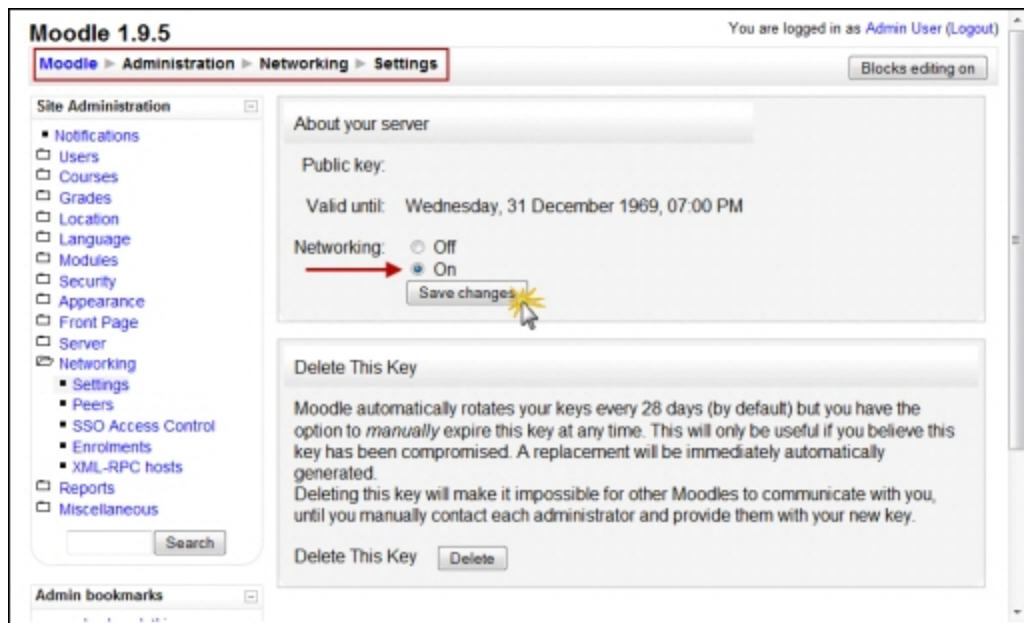 Moodle 1.9.5
You are logged in as Admin User (Logout)
Moodle ► Administration ► Networking ► Settings
Blocks editing on
Site Administration
Notifications
Users
Courses
Grades
Location
Language
Modules
Security
Appearance
Front Page
Server
Networking
Settings
Peers
SSO Access Control
Enrolments
XML-RPC hosts
Reports
Miscellaneous
Search
Admin bookmarks
About your server
Public key:
Valid until: Wednesday, 31 December 1969, 07:00 PM
Networking: Off
On
Save changes
Delete This Key
Moodle automatically rotates your keys every 28 days (by default) but you have the
option to manually expire this key at any time. This will only be useful if you believe this
key has been compromised. A replacement will be immediately automatically
generated.
Deleting this key will make it impossible for other Moodles to communicate with you,
until you manually contact each administrator and provide them with your new key.
Delete This Key Delete